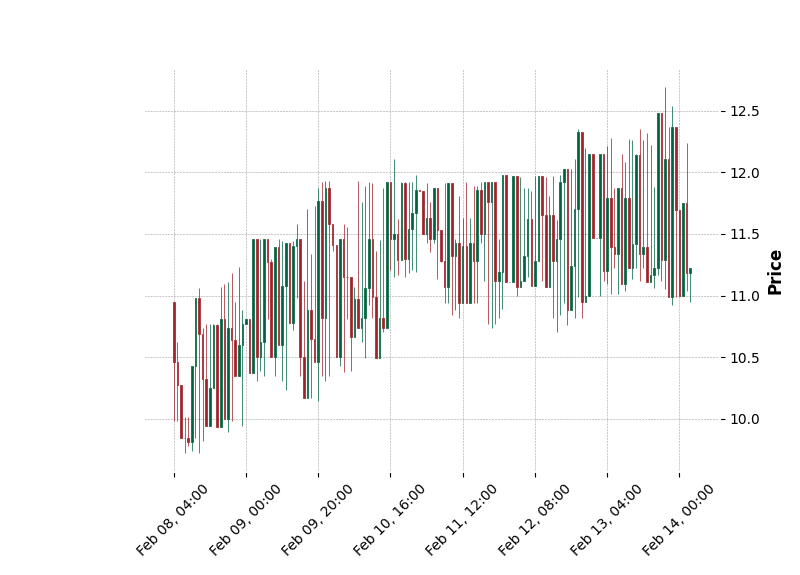 12.5
12.0
11.5
11.0
10.5
10.0
Price
Feb 08, 04:00
Feb 09, 00:00
Feb 09, 20:00
Feb 10, 16:00
Feb 11, 12:00
Feb 12, 08:00
Feb 13, 04:00
Feb 14, 00:00